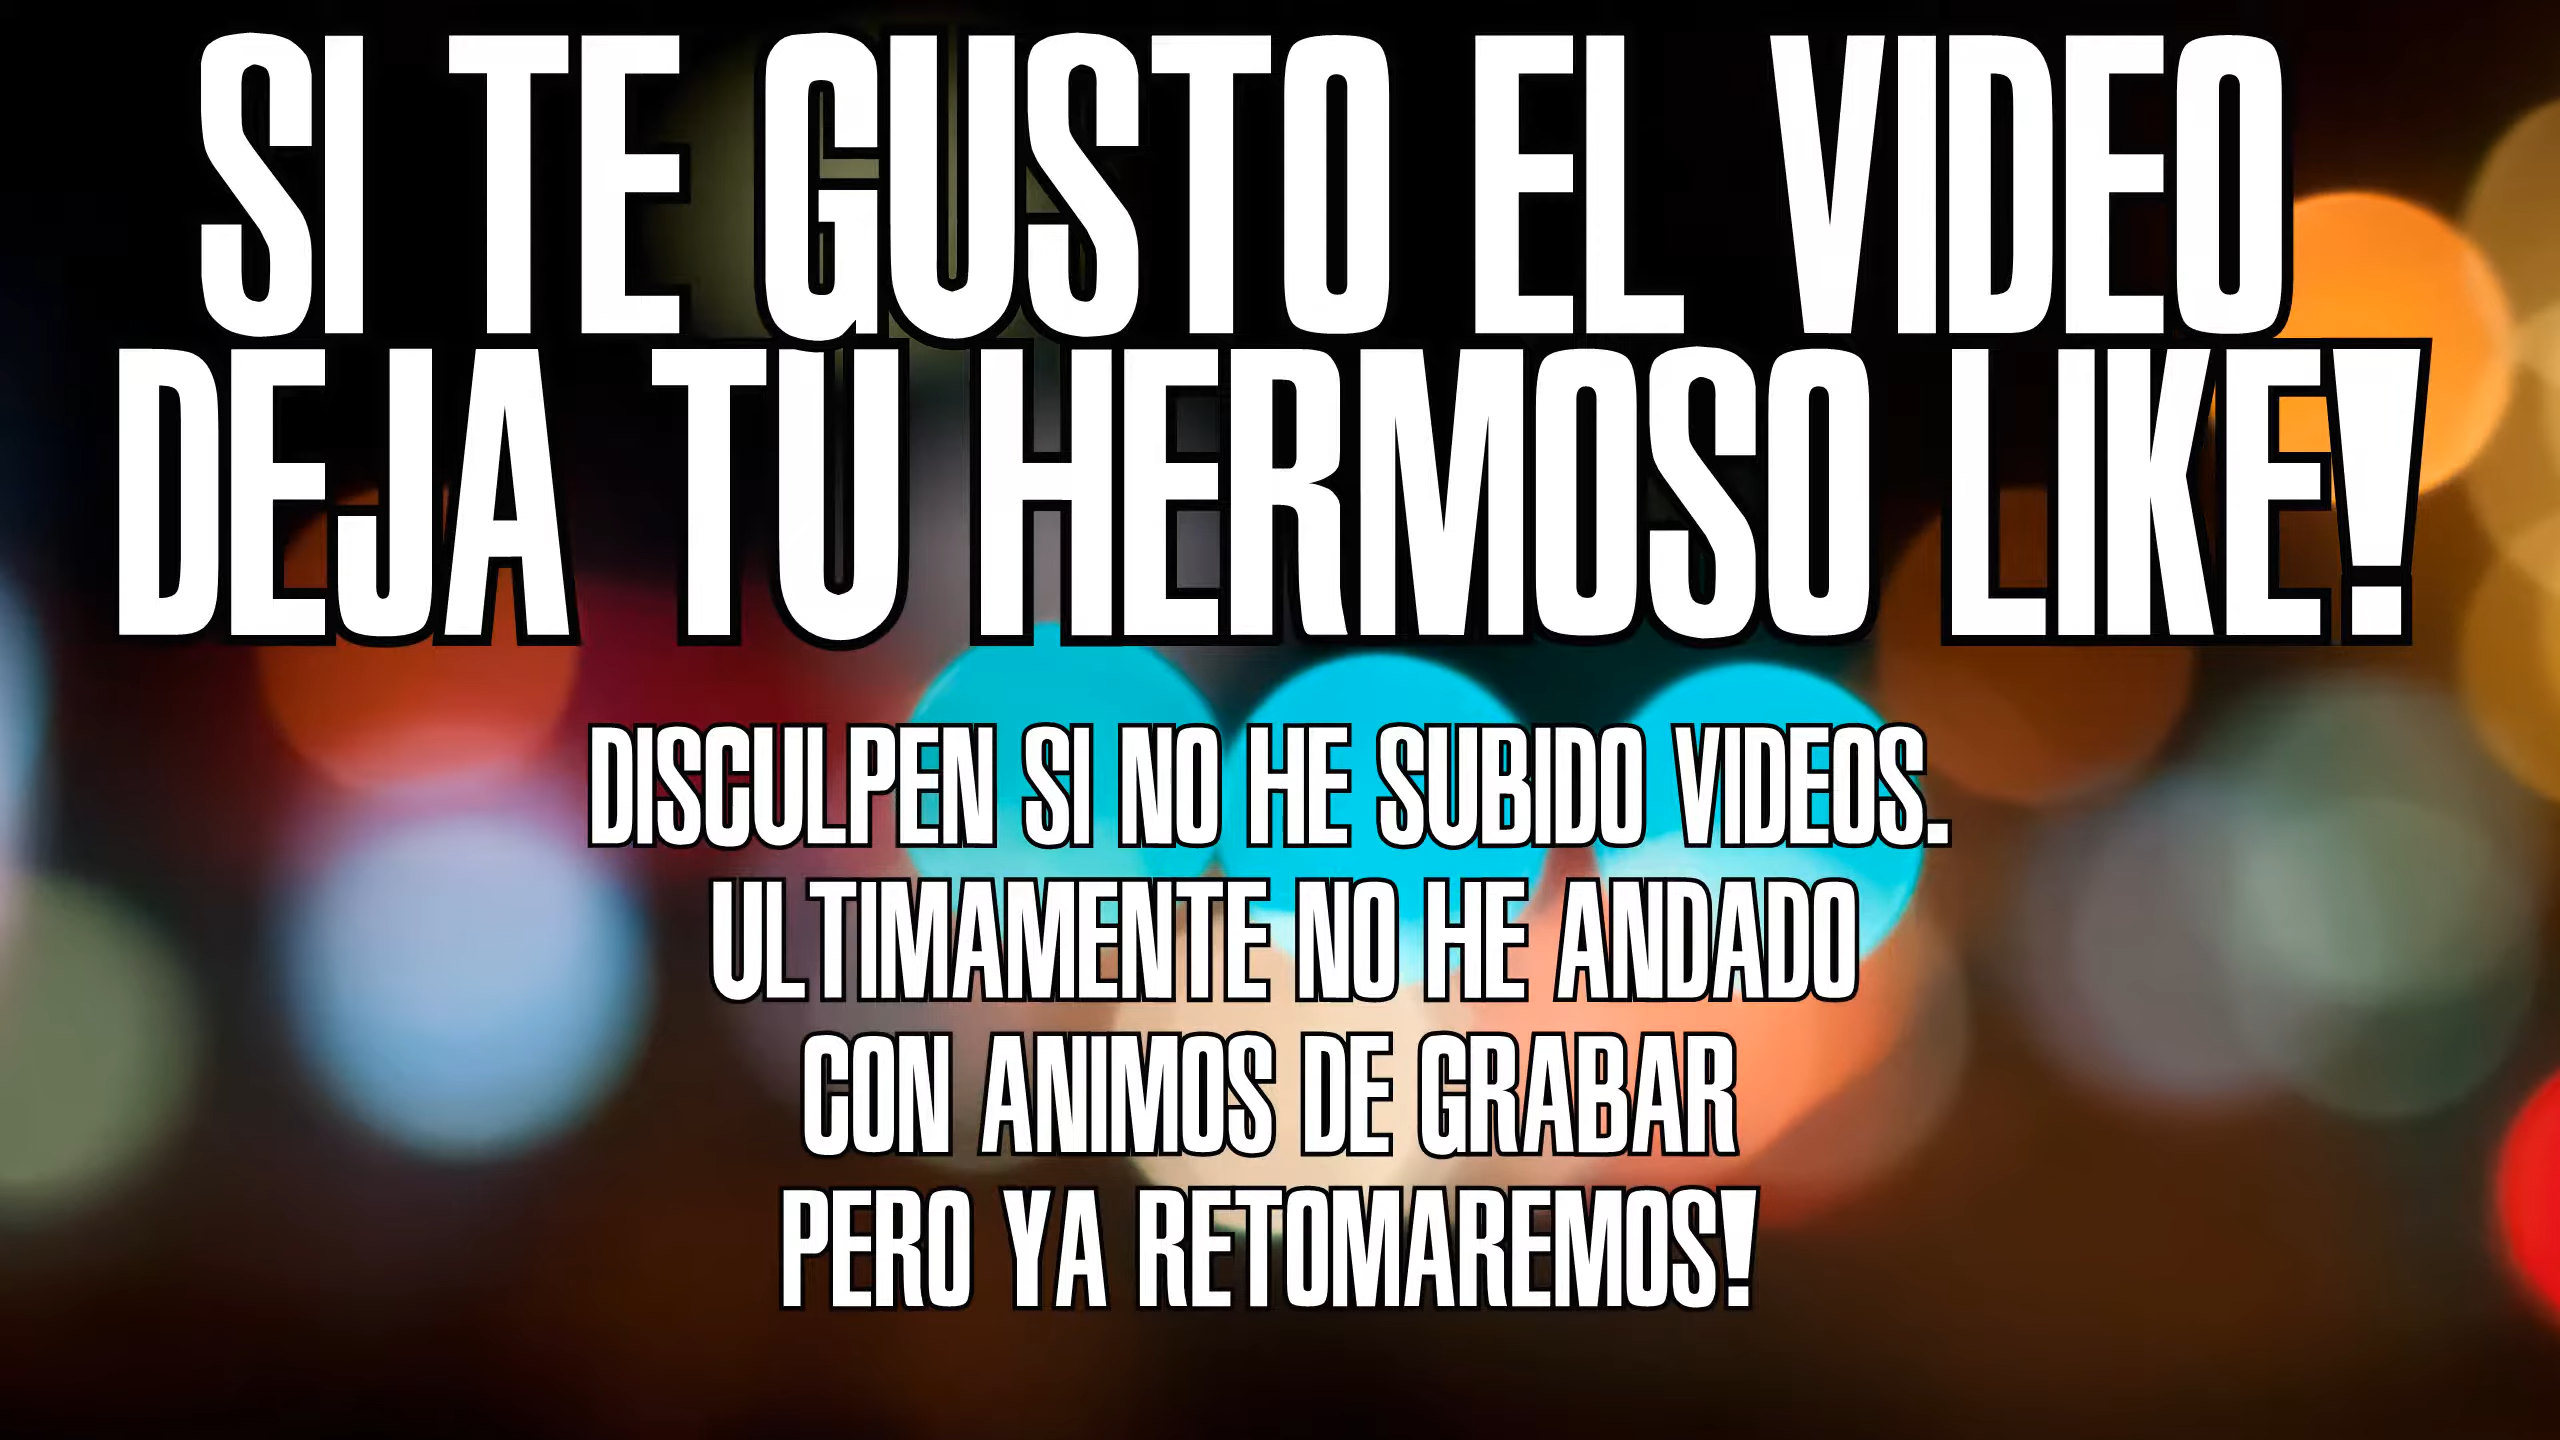 SI TE GUSTO EL VIDEO
DEJA TU HERMOSO LIKE!
DISCULPEN SI NO HE SUBIDO VIDEOS.
ULTIMAMENTE NO HE ANDADO
CON ANIMOS DE GRABAR
PERO YA RETOMAREMOS!